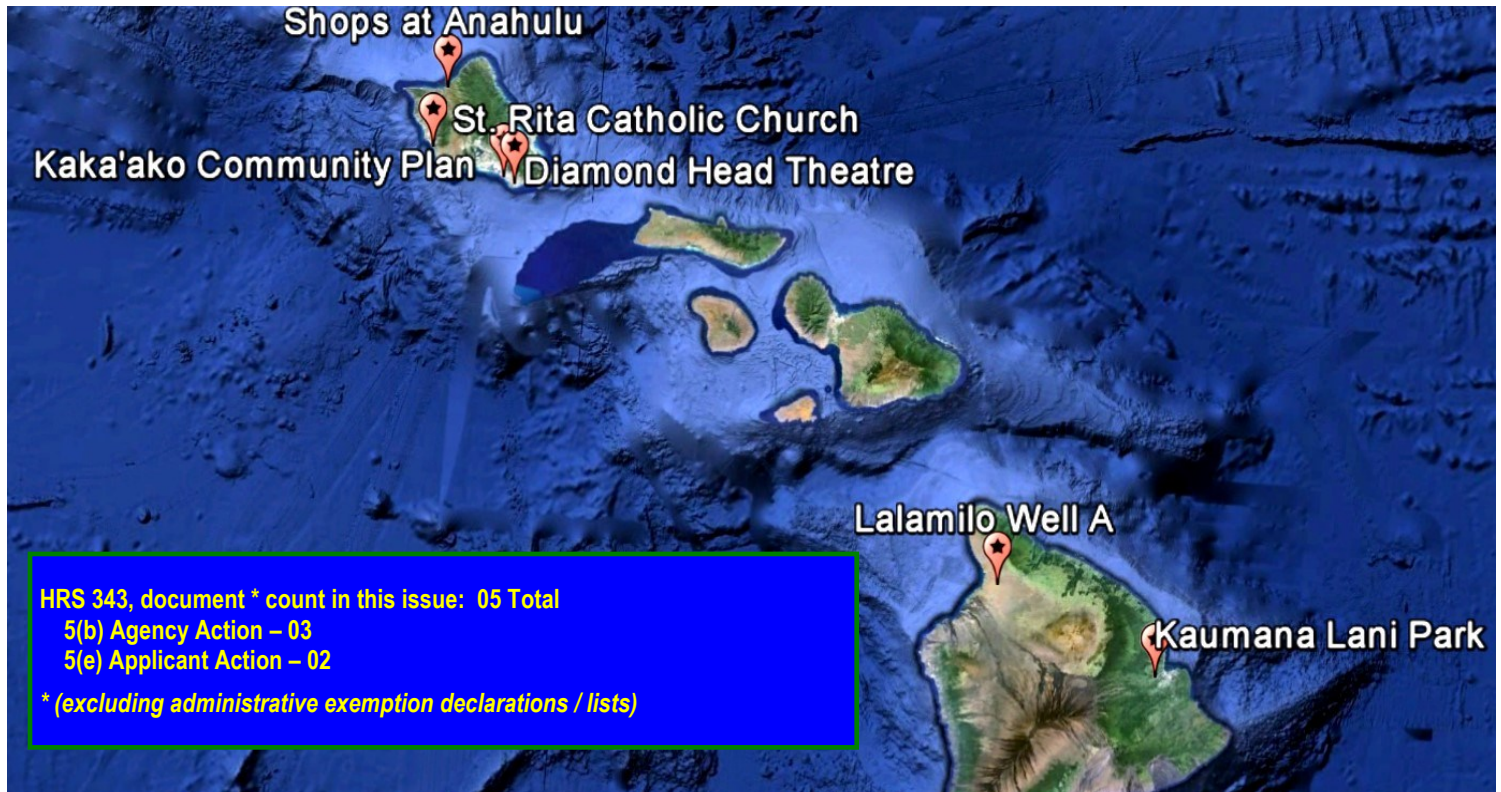 Shops at Anahulu
St. Rita Catholic Church
Kaka'ako Community Plan
Diamond Head Theatre
Lalamilo Well A
Kaumana Lani Park
HRS 343, document * count in this issue: 05 Total
5(b) Agency Action – 03
5(e) Applicant Action – 02
* (excluding administrative exemption declarations / lists)